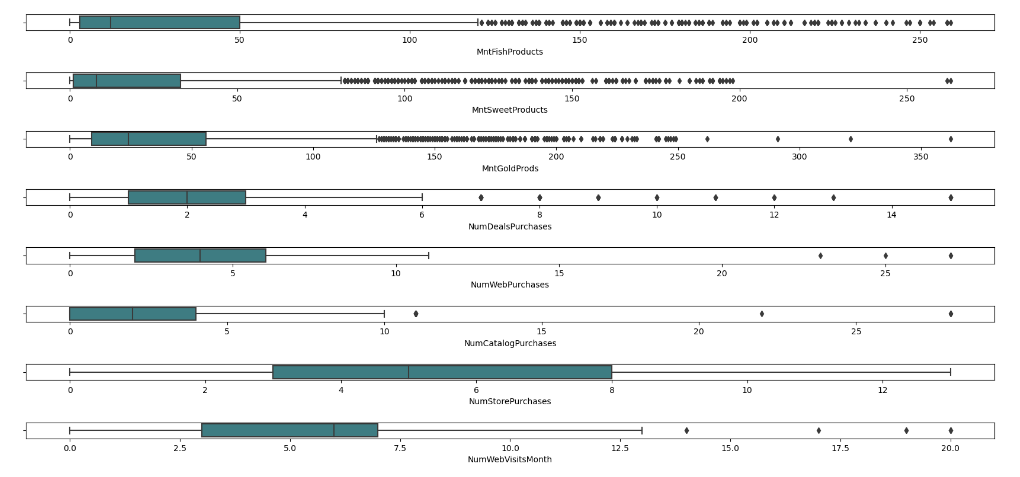 0 50 100 150 200 250
MntFishProducts
0 50 100 150 200 250
MntSweetProducts
0 50 100 150 200 250 300 350
MntGoldProds
0 2 4 6 8 10 12 14
NumDealsPurchases
0 5 10 15 20 25
NumWebPurchases
0 5 10 15 20 25
NumCatalogPurchases
0 2 4 6 8 10 12
NumStorePurchases
0.0 2.5 5.0 7.5 10.0 12.5 15.0 17.5 20.0
NumWebVisitsMonth